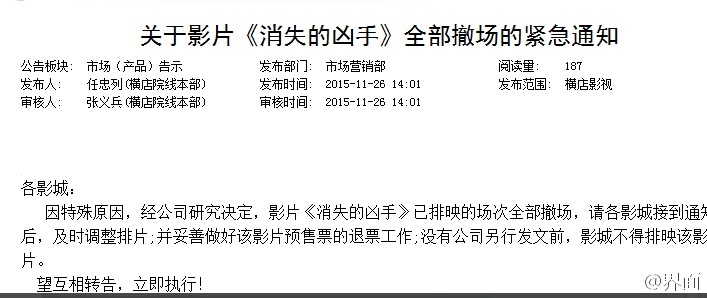 关于影片《消失的凶手》全部撤场的紧急通知
公告板块: 市场（产品）告示 发布部门: 市场营销部 阅读量: 187
发布人: 任忠列(横店院线本部) 发布时间: 2015-11-26 14:01 发布范围: 横店影视
审核人: 张义兵(横店院线本部) 审核时间: 2015-11-26 14:01
各影城:
因特殊原因，经公司研究决定，影片《消失的凶手》已排映的场次全部撤场，请各影城接到通知
后，及时调整排片;并妥善做好该影片预售票的退票工作;没有公司另行发文前，影城不得排映该影
片。
望互相转告，立即执行!
@界面